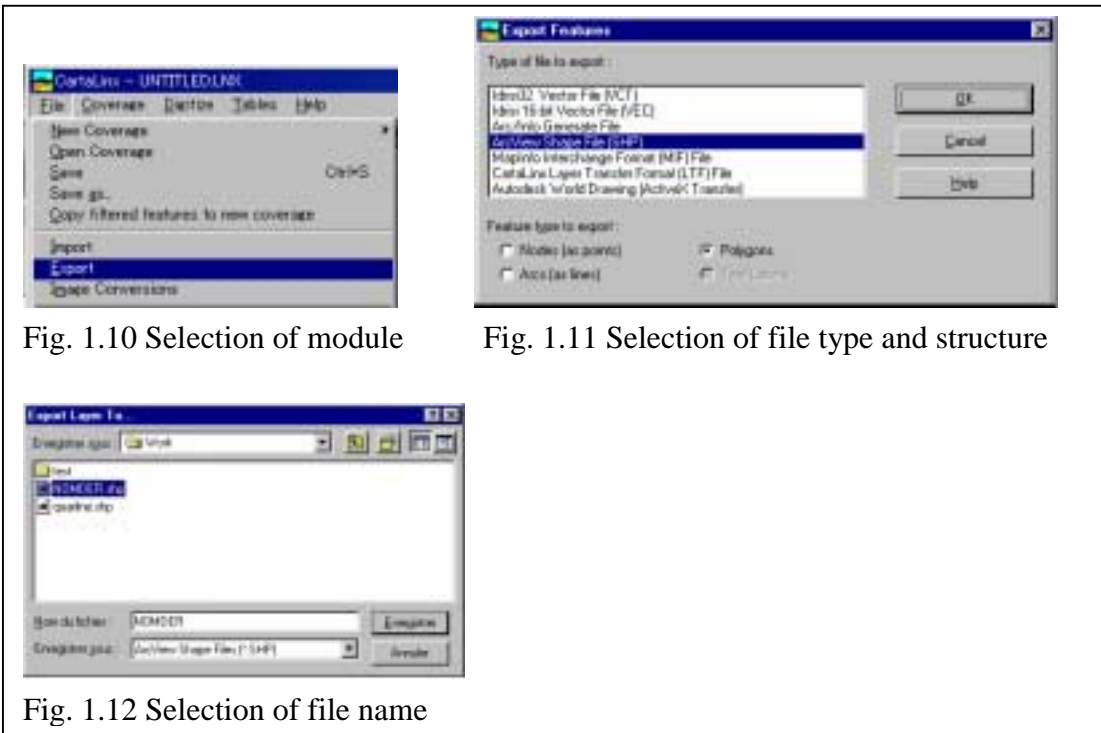 CartaLinx - UNTITLED.LNX
File Coverage Digitize Tables Help
New Coverage
Open Coverage
Save Ctrl+S
Save as..
Copy filtered features to new coverage
Import
Export
Image Conversions
Fig. 1.10 Selection of module
Export Features
Type of file to export :
Idrisi32 Vector File (VCT)
Idrisi 16 bit Vector File (VEC)
Arc/Info Generate File
ArcView Shape File (SHP)
Mapinfo Interchange Format (MIF) File
CartaLinx Layer Transfer Format (LTF) File
Autodesk World Drawing (ActiveX Transfer)
OK
Cancel
Help
Feature type to export :
Nodes (as points)
Polygons
Arcs (as lines)
Fig. 1.11 Selection of file type and structure
Export Layer To...
Enregistrer sous : Work
test
.shp
.shp
Nom du fichier :
Enregistrer
Enregistrer sous : ArcView Shape Files (*.SHP)
Annuler
Fig. 1.12 Selection of file name